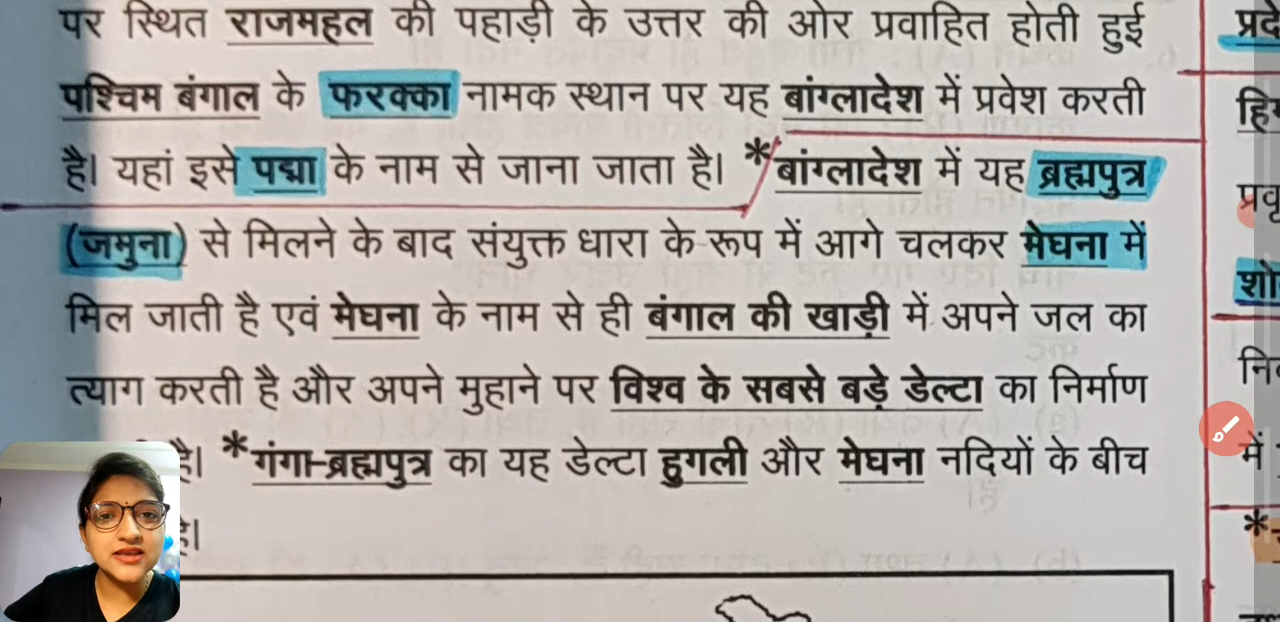 पर स्थित राजमहल की पहाड़ी के उत्तर की ओर प्रवाहित होती हुई
पश्चिम बंगाल के फरक्का नामक स्थान पर यह बांग्लादेश में प्रवेश करती
है। यहां इसे पद्मा के नाम से जाना जाता है। *बांग्लादेश में यह ब्रह्मपुत्र
(जमुना) से मिलने के बाद संयुक्त धारा के रूप में आगे चलकर मेघना में
मिल जाती है एवं मेघना के नाम से ही बंगाल की खाड़ी में अपने जल का
त्याग करती है और अपने मुहाने पर विश्व के सबसे बड़े डेल्टा का निर्माण
है। *गंगा-ब्रह्मपुत्र का यह डेल्टा हुगली और मेघना नदियों के बीच
है।
में